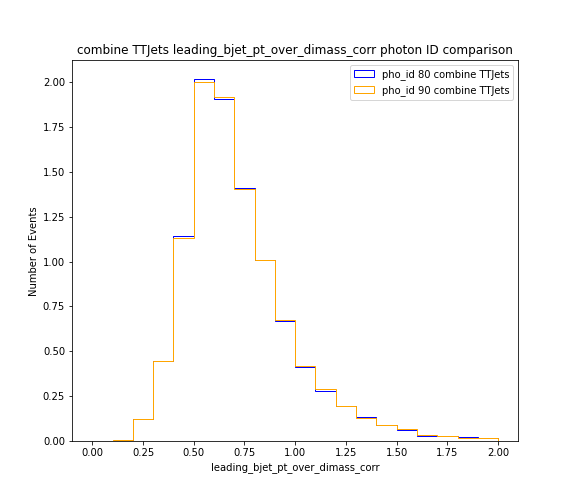 combine TTJets leading_bjet_pt_over_dimass_corr photon ID comparison
pho_id 80 combine TTJets
pho_id 90 combine TTJets
2.00
1.75
1.50
1.25
1.00
0.75
0.50
0.25
0.00
Number of Events
0.00 0.25 0.50 0.75 1.00 1.25 1.50 1.75 2.00
leading_bjet_pt_over_dimass_corr